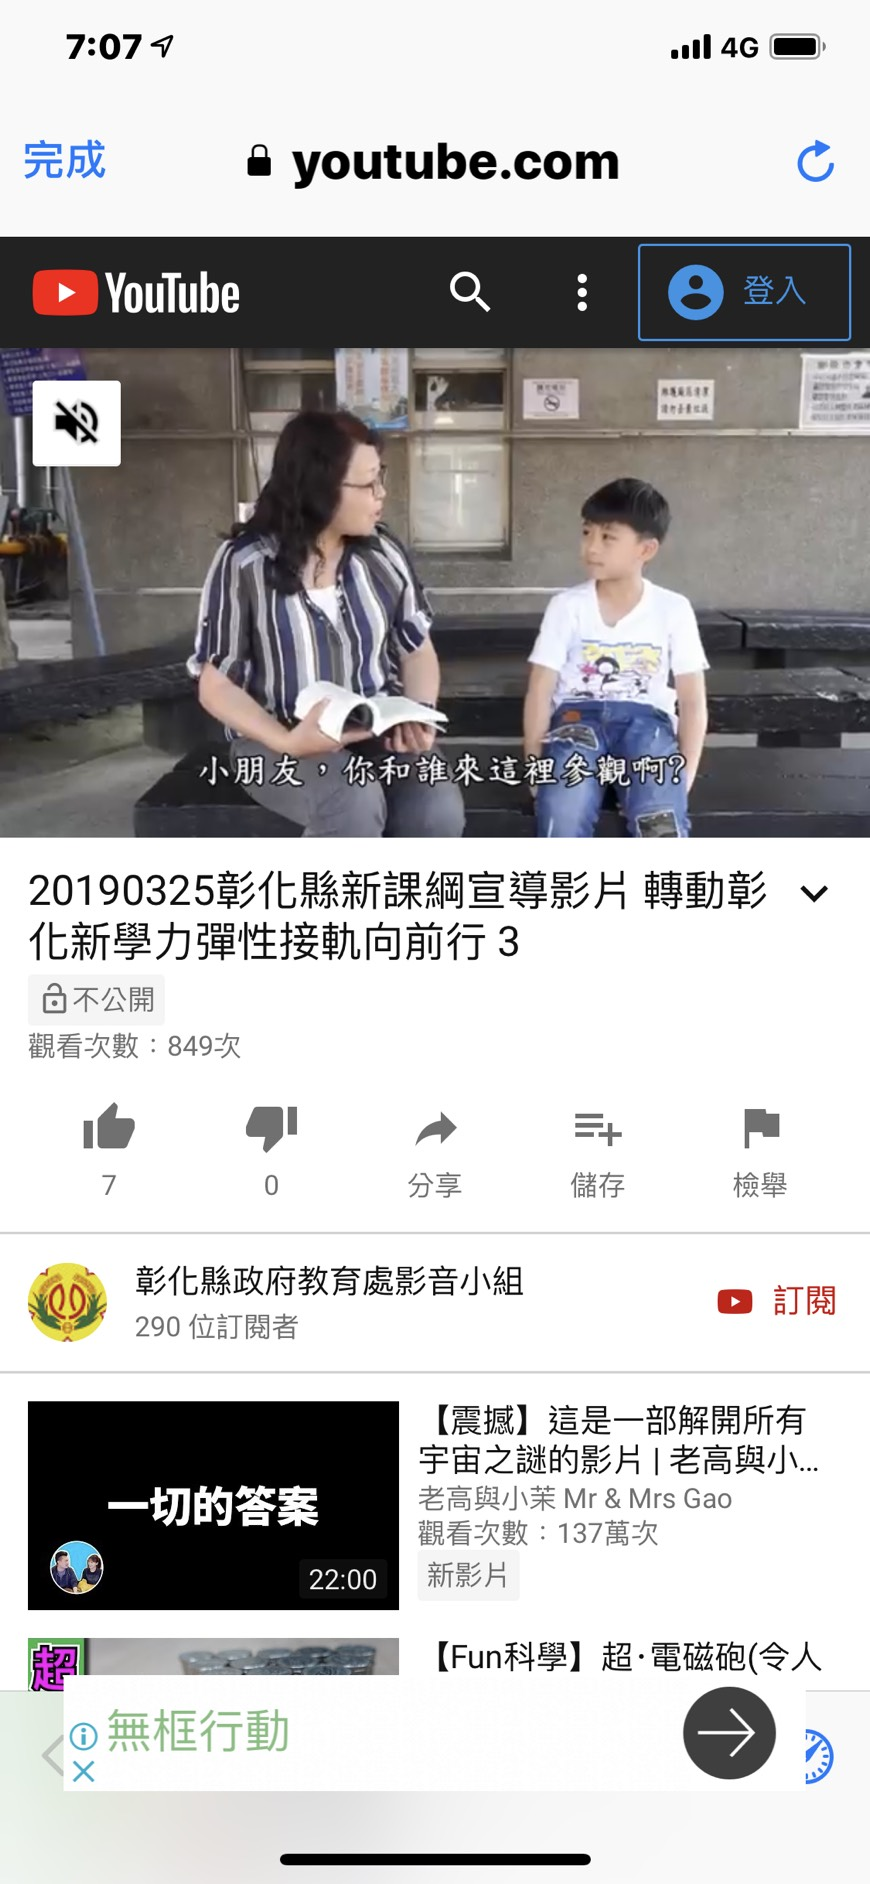 7:07
4G
完成
youtube.com
YouTube
登入
小朋友，你和誰來這裡參觀啊?
20190325彰化縣新課綱宣導影片 轉動彰
化新學力彈性接軌向前行 3
不公開
觀看次數：849次
7
0
分享
儲存
檢舉
彰化縣政府教育處影音小組
290 位訂閱者
訂閱
一切的答案
22:00
【震撼】這是一部解開所有
宇宙之謎的影片 | 老高與小...
老高與小茉 Mr & Mrs Gao
觀看次數：137萬次
新影片
超
【Fun科學】超·電磁砲(令人
無框行動